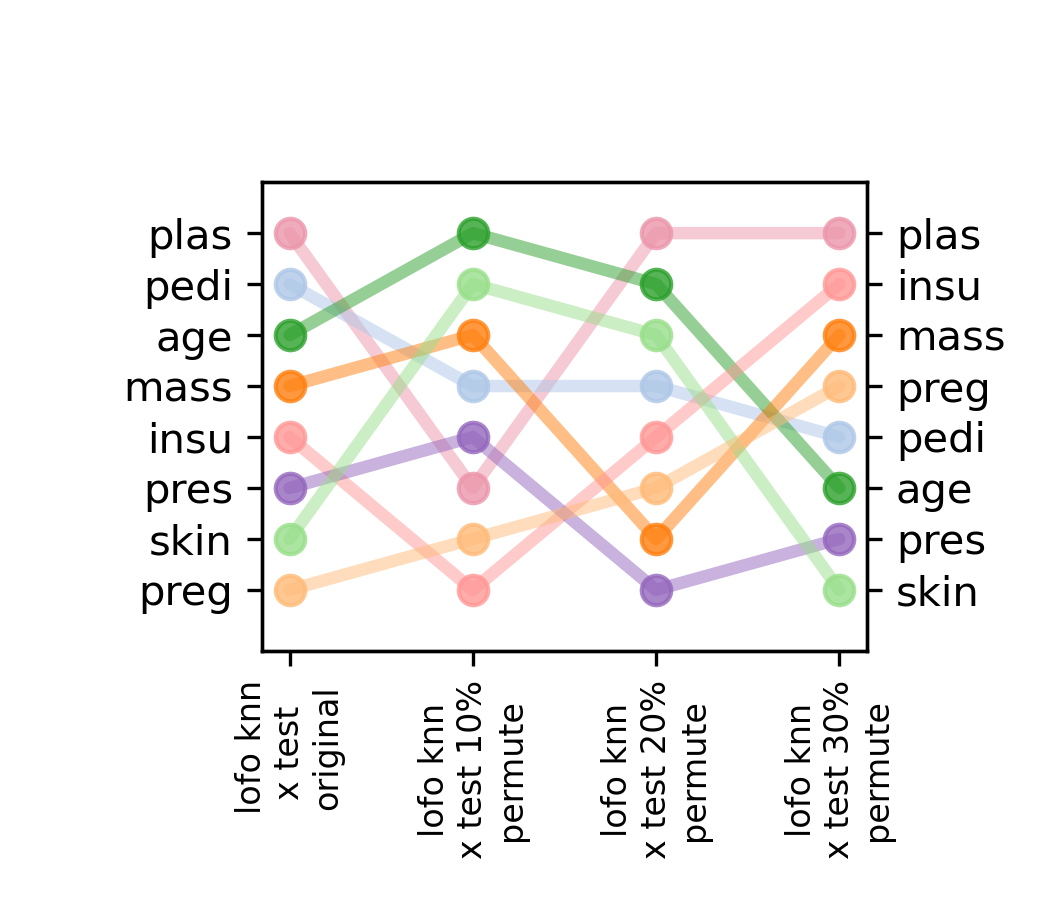 plas
pedi
age
mass
insu
pres
skin
preg
plas
insu
mass
preg
pedi
age
pres
skin
lofo knn
x test
original
lofo knn
x test 10%
permute
lofo knn
x test 20%
permute
lofo knn
x test 30%
permute